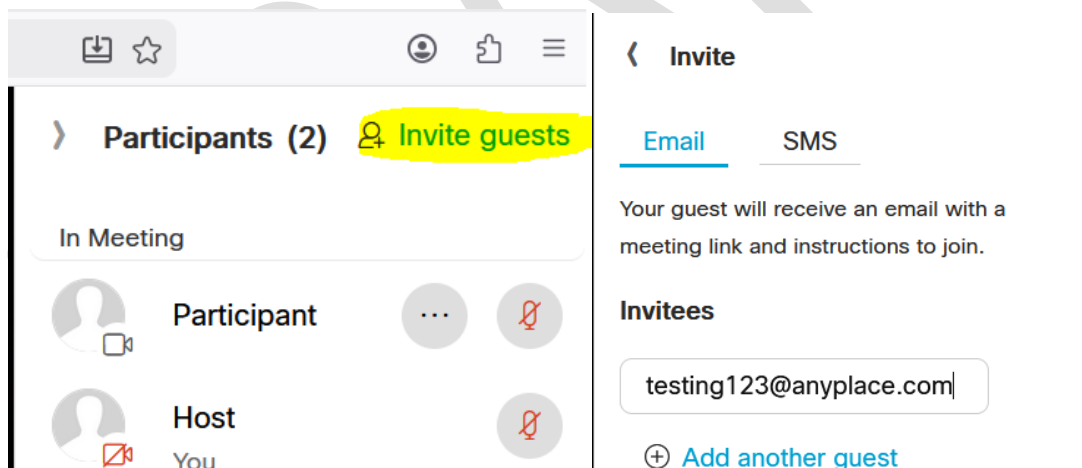 Participants (2) Invite guests
In Meeting
Participant
Host
You
Invite
Email SMS
Your guest will receive an email with a
meeting link and instructions to join.
Invitees
testing123@anyplace.com
Add another guest